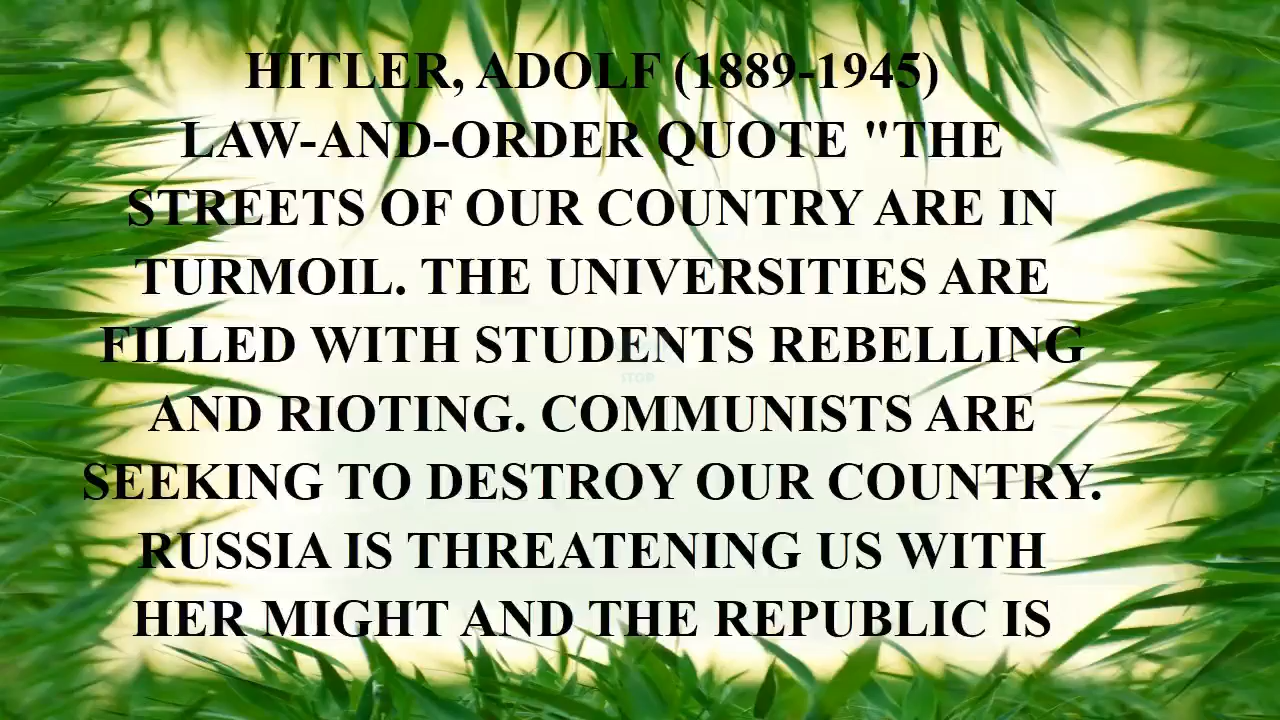 HITLER, ADOLF (1889-1945)
LAW-AND-ORDER QUOTE "THE
STREETS OF OUR COUNTRY ARE IN
TURMOIL. THE UNIVERSITIES ARE
FILLED WITH STUDENTS REBELLING
STOP
AND RIOTING. COMMUNISTS ARE
SEEKING TO DESTROY OUR COUNTRY.
RUSSIA IS THREATENING US WITH
HER MIGHT AND THE REPUBLIC IS